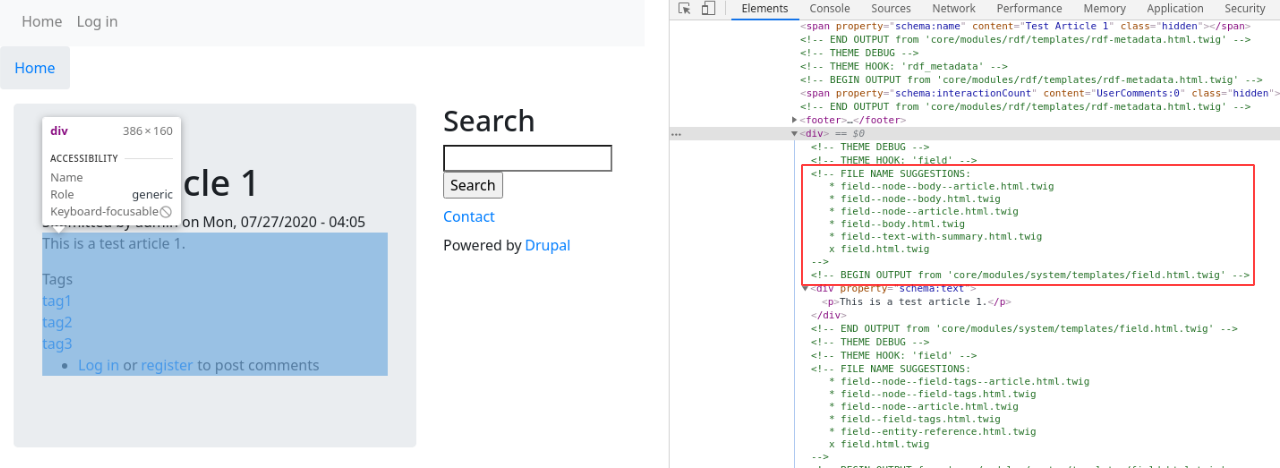 Home Log in
Home
div 386 × 160
ACCESSIBILITY
Name
Role generic
Keyboard-focusable
cle 1
Submitted by admin on Mon, 07/27/2020 - 04:05
This is a test article 1.
Tags
tag1
tag2
tag3
Log in or register to post comments
Search
Search
Contact
Powered by Drupal
Elements Console Sources Network Performance Memory Application Security
<span property="schema:name" content="Test Article 1" class="hidden"></span>
<!-- END OUTPUT from 'core/modules/rdf/templates/rdf-metadata.html.twig' -->
<!-- THEME DEBUG -->
<!-- THEME HOOK: 'rdf_metadata' -->
<!-- BEGIN OUTPUT from 'core/modules/rdf/templates/rdf-metadata.html.twig' -->
<span property="schema:interactionCount" content="UserComments:0" class="hidden">
<!-- END OUTPUT from 'core/modules/rdf/templates/rdf-metadata.html.twig' -->
<footer>…</footer>
<div> == $0
<!-- THEME DEBUG -->
<!-- THEME HOOK: 'field' -->
<!-- FILE NAME SUGGESTIONS:
* field--node--body--article.html.twig
* field--node--body.html.twig
* field--node--article.html.twig
* field--body.html.twig
* field--text-with-summary.html.twig
x field.html.twig
-->
<!-- BEGIN OUTPUT from 'core/modules/system/templates/field.html.twig' -->
<div property="schema:text">
<p>This is a test article 1.</p>
</div>
<!-- END OUTPUT from 'core/modules/system/templates/field.html.twig' -->
<!-- THEME DEBUG -->
<!-- THEME HOOK: 'field' -->
<!-- FILE NAME SUGGESTIONS:
* field--node--field-tags--article.html.twig
* field--node--field-tags.html.twig
* field--node--article.html.twig
* field--field-tags.html.twig
* field--entity-reference.html.twig
x field.html.twig
-->